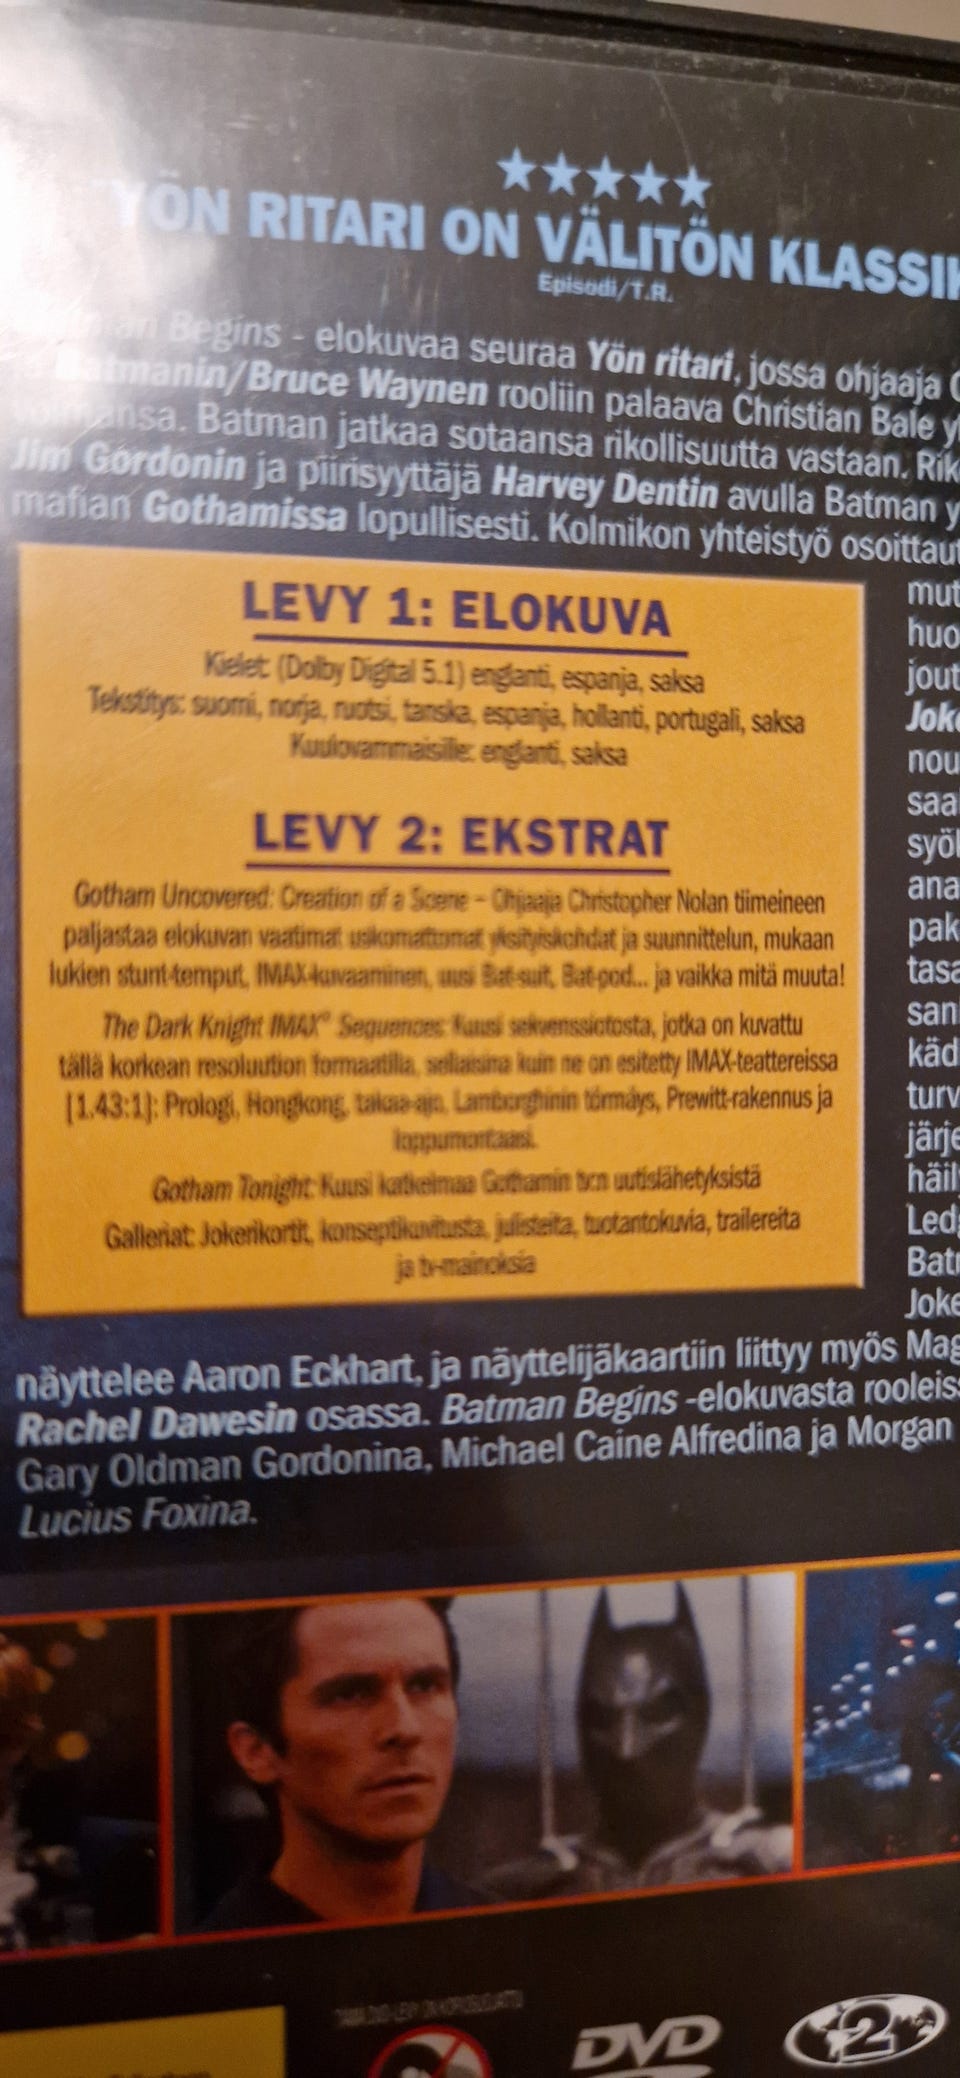 YÖN RITARI ON VÄLITÖN KLASSIK
Episodi/T.R.
Begins - elokuvaa seuraa Yön ritari, jossa ohjaaja C
Batmanin/Bruce Waynen rooliin palaava Christian Bale y
Batman jatkaa sotaansa rikollisuutta vastaan. Rik
Jim Gordonin ja piirisyyttäjä Harvey Dentin avulla Batman y
mafian Gothamissa lopullisesti. Kolmikon yhteistyö osoittaut
mut
huo
jout
Joke
nou
saa
syö
ana
pak
tasa
san
käd
turv
järje
häil
Led
Bat
Joke
LEVY 1: ELOKUVA
Kielet: (Dolby Digital 5.1) englanti, espanja, saksa
Tekstitys: suomi, norja, ruotsi, tanska, espanja, hollanti, portugali, saksa
Kuulovammaisille: englanti, saksa
LEVY 2: EKSTRAT
Gotham Uncovered: Creation of a Scene – Ohjaaja Christopher Nolan tiimeineen
paljastaa elokuvan vaatimat uskomattomat yksityiskohdat ja suunnittelun, mukaan
lukien stunt-temput, IMAX-kuvaaminen, uusi Bat-suit, Bat-pod... ja vaikka mitä muuta!
The Dark Knight IMAX® Sequences: Kuusi sekvenssiotosta, jotka on kuvattu
tällä korkean resoluution formaatilla, sellaisina kuin ne on esitetty IMAX-teattereissa
[1.43:1]: Prologi, Hongkong, takaa-ajo, Lamborghinin törmäys, Prewitt-rakennus ja
loppumontaasi.
Gotham Tonight: Kuusi katkelmaa Gothamin tv:n uutislähetyksistä
Galleriat: Jokerikortit, konseptikuvitusta, julisteita, tuotantokuvia, trailereita
ja tv-mainoksia
näyttelee Aaron Eckhart, ja näyttelijäkaartiin liittyy myös Mag
Rachel Dawesin osassa. Batman Begins -elokuvasta rooleiss
Gary Oldman Gordonina, Michael Caine Alfredina ja Morgan
Lucius Foxina.
TÄMÄ DVD-LEVY ON KOPIOSUOJATTU
DVD
2